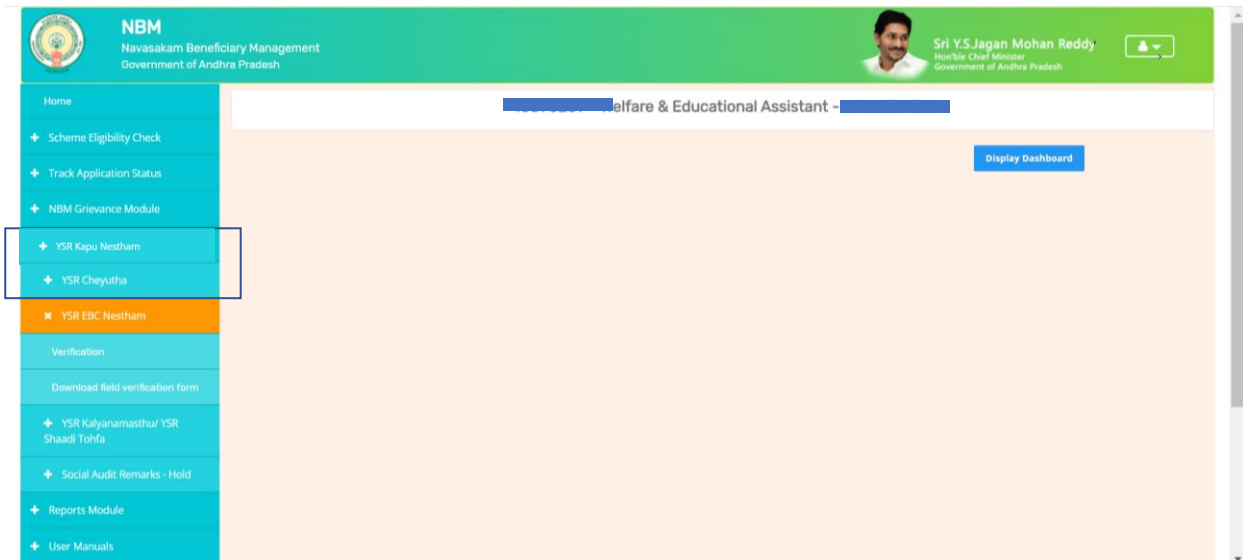 NBM
Navasakam Beneficiary Management
Government of Andhra Pradesh
Sri Y.S.Jagan Mohan Reddy
Hon'ble Chief Minister
Government of Andhra Pradesh
Home
elfare & Educational Assistant -
Scheme Eligibility Check
Display Dashboard
Track Application Status
NBM Grievance Module
YSR Kapu Nestham
YSR Cheyutha
YSR EBC Nestham
Verification
Download field verification form
YSR Kalyanamasthu/ YSR
Shaadi Tohfa
Social Audit Remarks - Hold
Reports Module
User Manuals